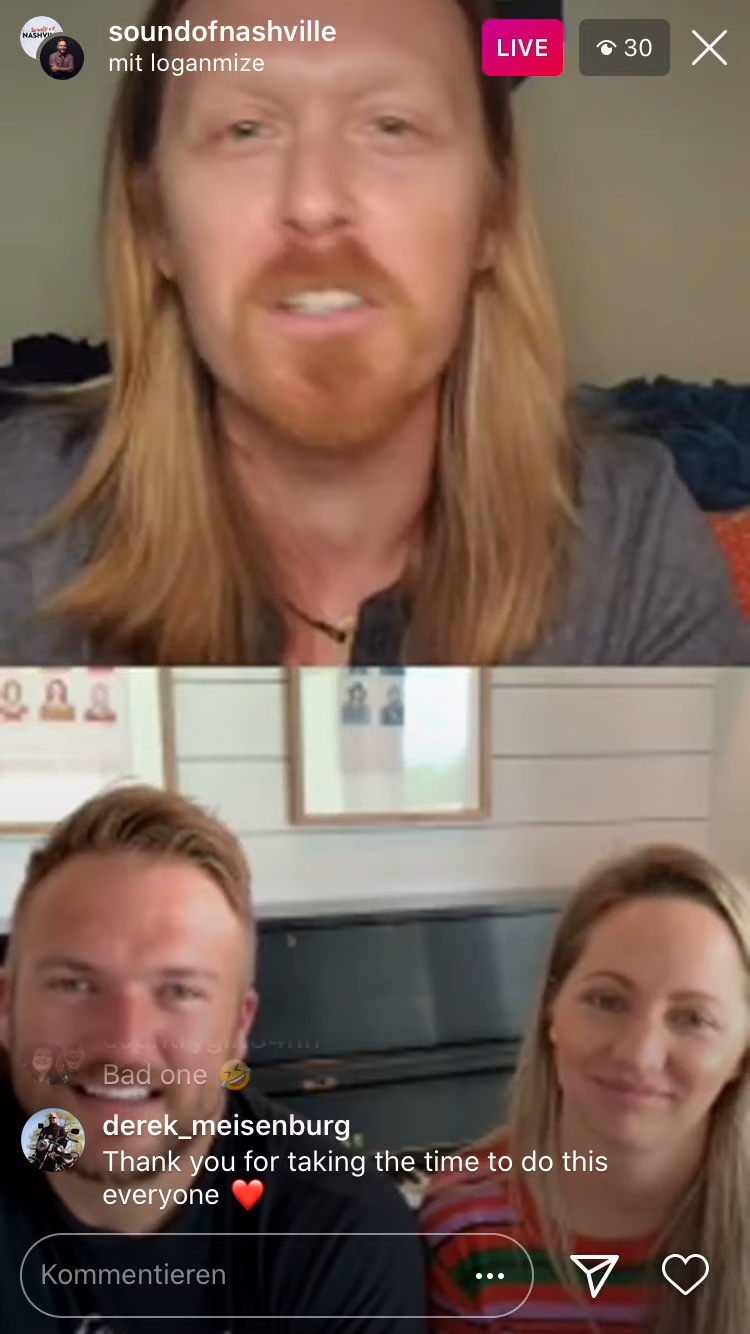 soundofnashville
mit loganmize
LIVE
30
Bad one 🤣
derek_meisenburg
Thank you for taking the time to do this
everyone ❤️
Kommentieren